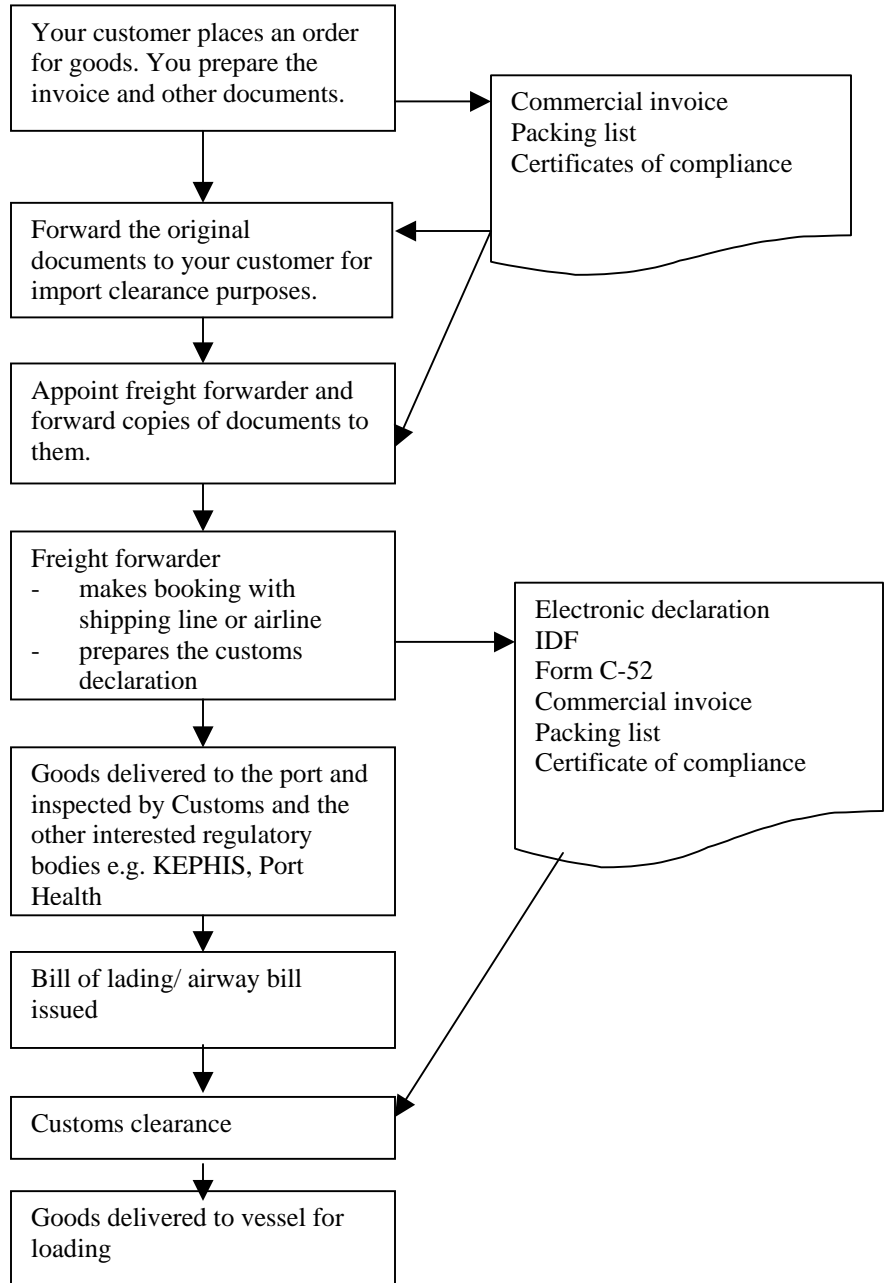 Your customer places an order
for goods. You prepare the
invoice and other documents.
Commercial invoice
Packing list
Certificates of compliance
Forward the original
documents to your customer for
import clearance purposes.
Appoint freight forwarder and
forward copies of documents to
them.
Freight forwarder
- makes booking with
shipping line or airline
- prepares the customs
declaration
Electronic declaration
IDF
Form C-52
Commercial invoice
Packing list
Certificate of compliance
Goods delivered to the port and
inspected by Customs and the
other interested regulatory
bodies e.g. KEPHIS, Port
Health
Bill of lading/ airway bill
issued
Customs clearance
Goods delivered to vessel for
loading